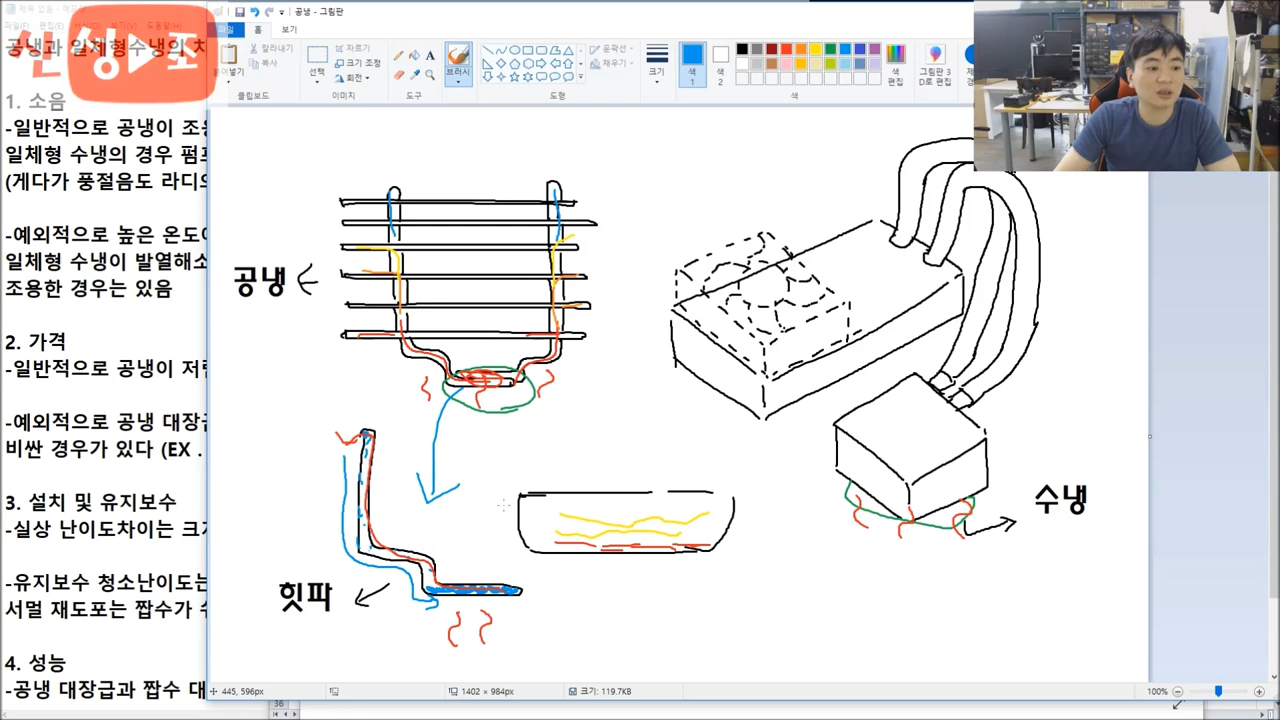 공냉 - 그림판
파일
홈
보기
붙여넣기
잘라내기
복사
클립보드
선택
자르기
크기 조정
회전
이미지
도구
브러시
윤곽선
채우기
도형
크기
색
1
색
2
색
색
편집
그림판 3
D로 편집
신성조
공냉과 일체형수냉의 차
1. 소음
-일반적으로 공냉이 조용
일체형 수냉의 경우 펌프
(게다가 풍절음도 라디오
-예외적으로 높은 온도에
일체형 수냉이 발열해소
조용한 경우는 있음
2. 가격
-일반적으로 공냉이 저렴
-예외적으로 공냉 대장급
비싼 경우가 있다 (EX .
3. 설치 및 유지보수
-실상 난이도차이는 크지
-유지보수 청소난이도는
서멀 재도포는 짭수가 쉬
4. 성능
-공냉 대장급과 짭수 대
공냉
힛파
수냉
445, 596px
1402 × 984px
크기: 119.7KB
100%
36